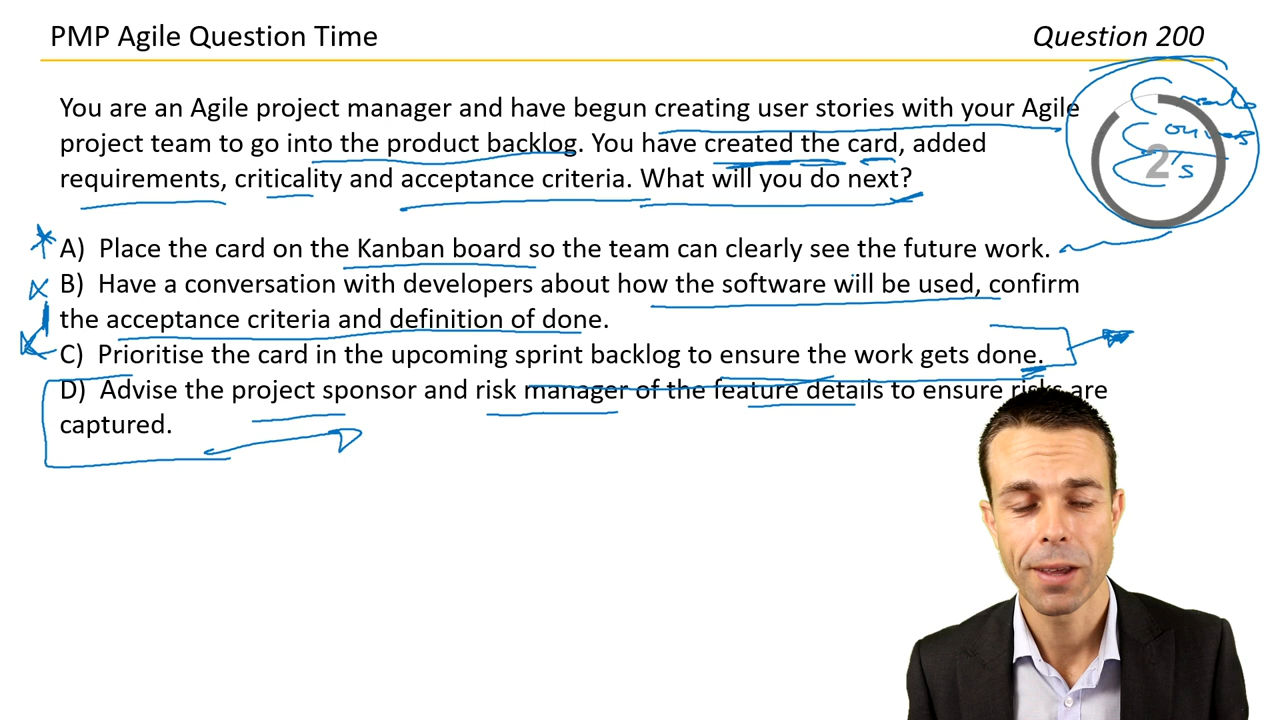 PMP Agile Question Time
Question 200
You are an Agile project manager and have begun creating user stories with your Agile
project team to go into the product backlog. You have created the card, added
requirements, criticality and acceptance criteria. What will you do next?
2
A) Place the card on the Kanban board so the team can clearly see the future work.
B) Have a conversation with developers about how the software will be used, confirm
the acceptance criteria and definition of done.
C) Prioritise the card in the upcoming sprint backlog to ensure the work gets done.
D) Advise the project sponsor and risk manager of the feature details to ensure risks are
captured.